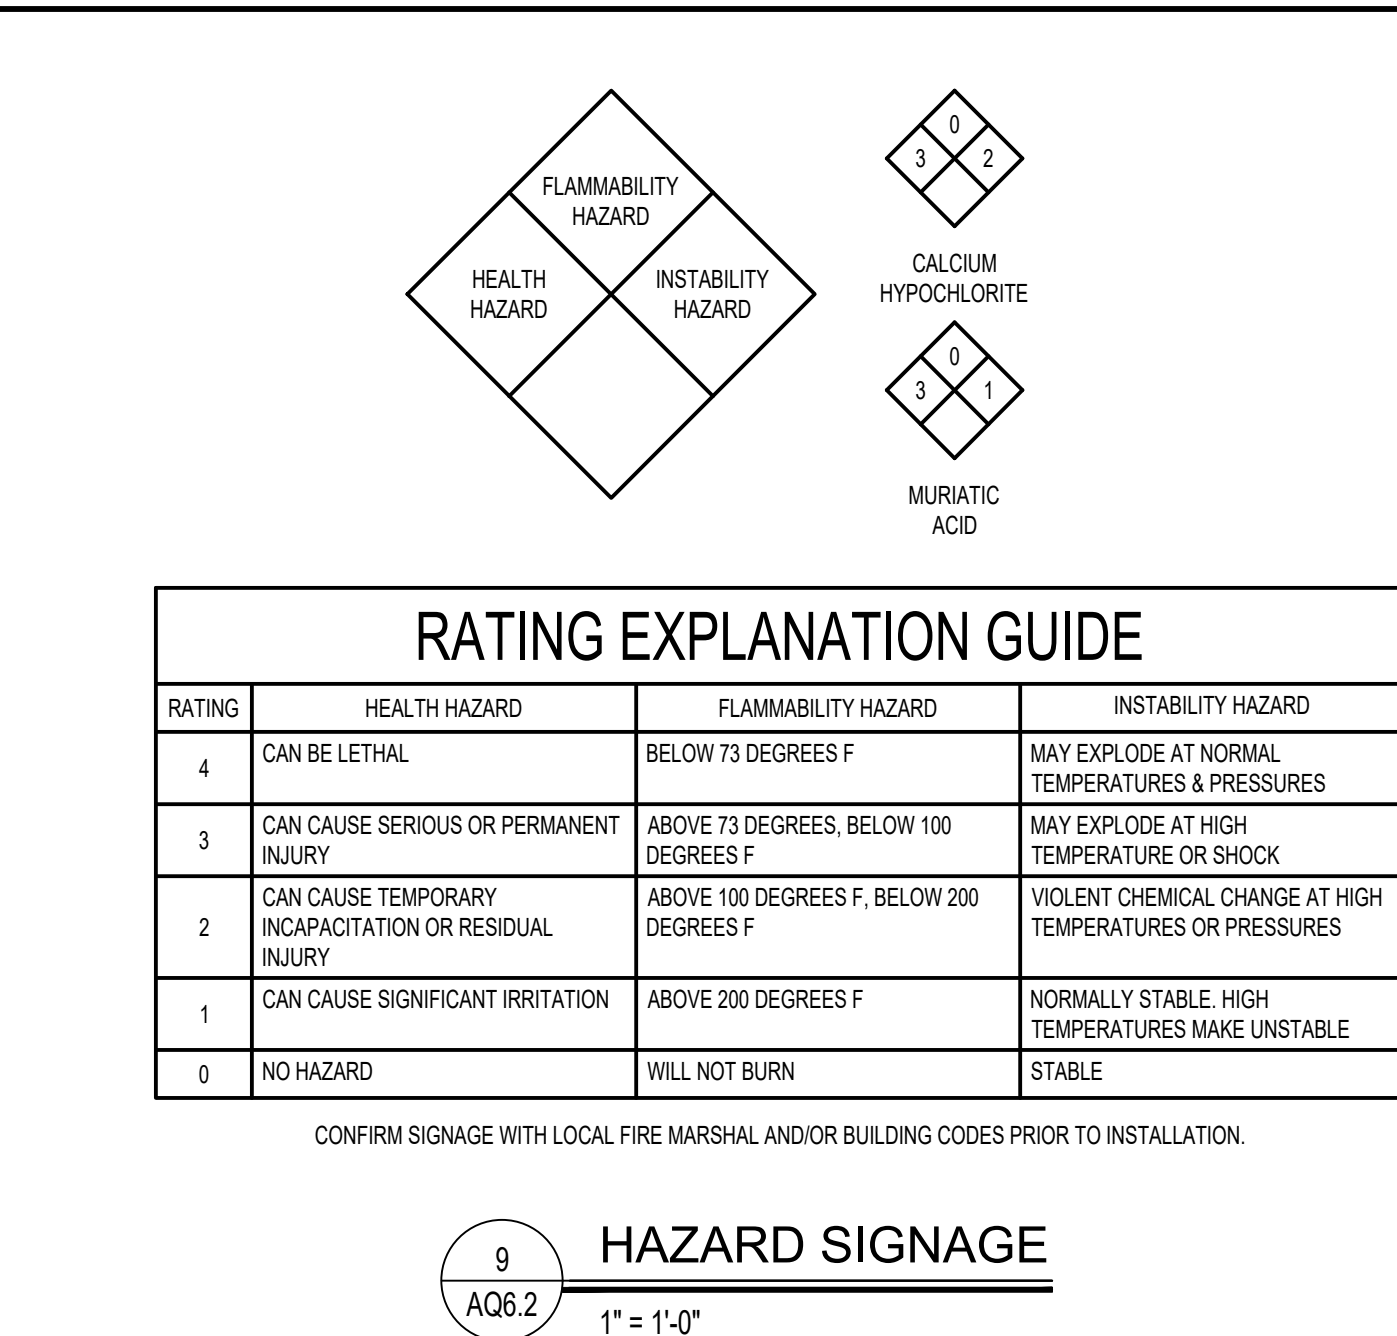 FLAMMABILITY
HAZARD
HEALTH
HAZARD
INSTABILITY
HAZARD
0
3
2
CALCIUM
HYPOCHLORITE
0
3
1
MURIATIC
ACID
RATING EXPLANATION GUIDE
RATING HEALTH HAZARD FLAMMABILITY HAZARD INSTABILITY HAZARD
4
CAN BE LETHAL
BELOW 73 DEGREES F
MAY EXPLODE AT NORMAL
TEMPERATURES & PRESSURES
3
CAN CAUSE SERIOUS OR PERMANENT
INJURY
ABOVE 73 DEGREES, BELOW 100
DEGREES F
MAY EXPLODE AT HIGH
TEMPERATURE OR SHOCK
2
CAN CAUSE TEMPORARY
INCAPACITATION OR RESIDUAL
INJURY
ABOVE 100 DEGREES F, BELOW 200
DEGREES F
VIOLENT CHEMICAL CHANGE AT HIGH
TEMPERATURES OR PRESSURES
1
CAN CAUSE SIGNIFICANT IRRITATION
ABOVE 200 DEGREES F
NORMALLY STABLE. HIGH
TEMPERATURES MAKE UNSTABLE
0
NO HAZARD
WILL NOT BURN
STABLE
CONFIRM SIGNAGE WITH LOCAL FIRE MARSHAL AND/OR BUILDING CODES PRIOR TO INSTALLATION.
9
AQ6.2
HAZARD SIGNAGE
1" = 1'-0"